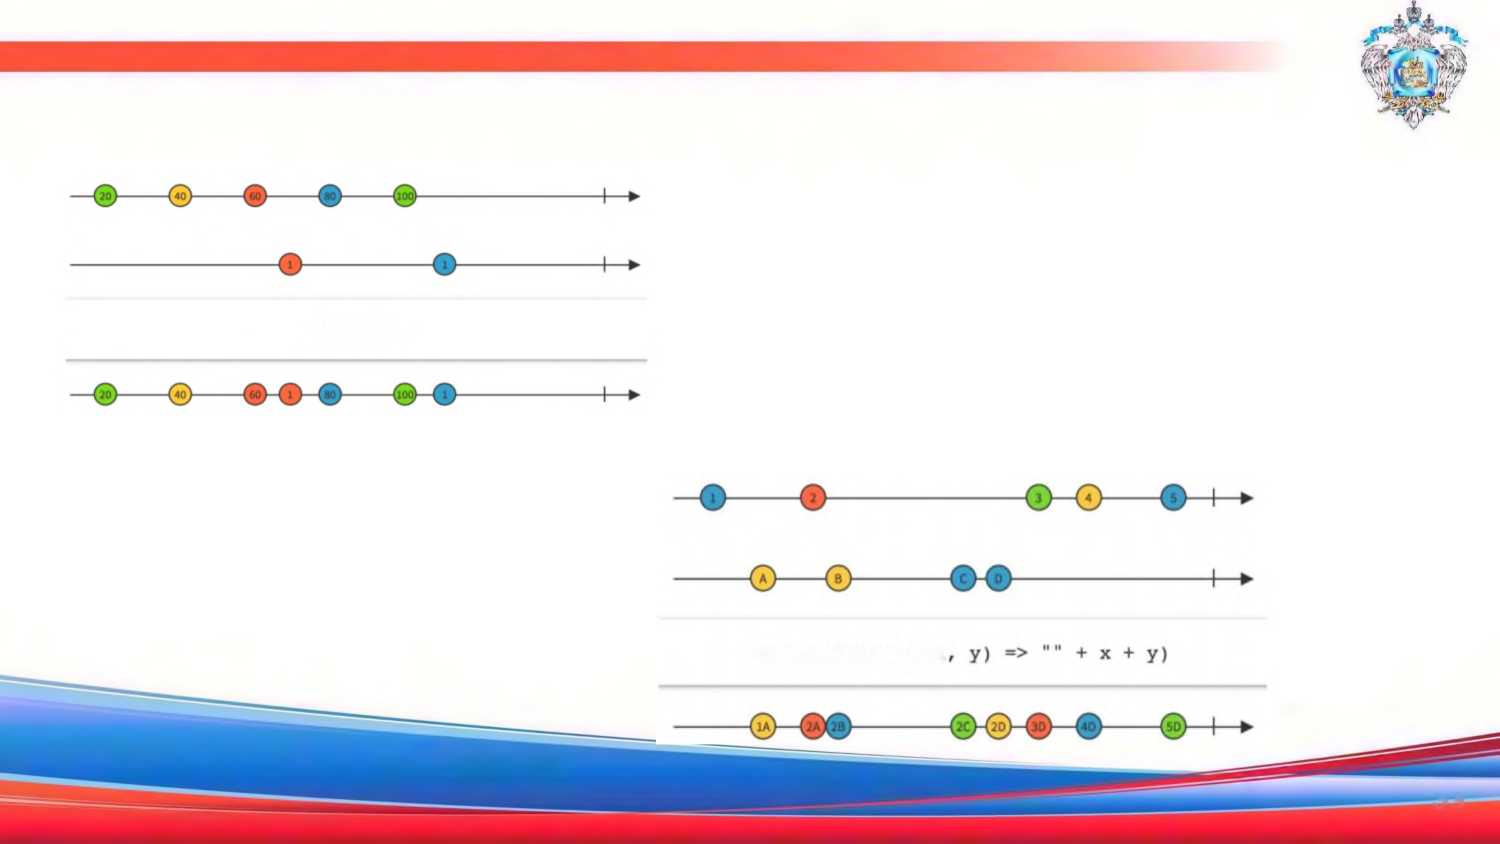 20 40 60 80 100
1 1
20 40 60 1 80 100 1
1 2 3 4 5
A B C D
, y) => "" + x + y)
1A 2A 2B 2C 2D 3D 4D 5D